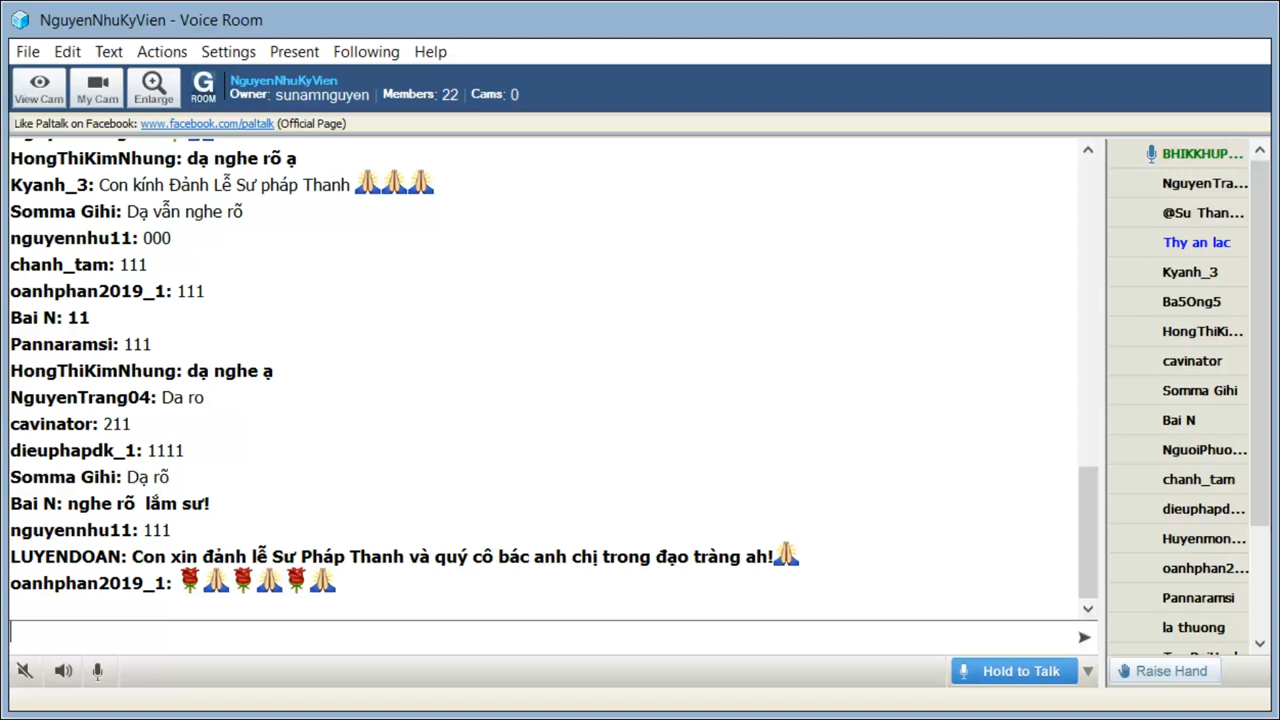 NguyenNhuKyVien - Voice Room
File Edit Text Actions Settings Present Following Help
View Cam My Cam Enlarge G ROOM
NguyenNhuKyVien
Owner: sunamnguyen Members: 22 Cams: 0
Like Paltalk on Facebook: www.facebook.com/paltalk (Official Page)
HongThiKimNhung: dạ nghe rõ ạ
Kyanh_3: Con kính Đảnh Lễ Sư pháp Thanh
Somma Gihi: Dạ vẫn nghe rõ
nguyennhu11: 000
chanh_tam: 111
oanhphan2019_1: 111
Bai N: 11
Pannaramsi: 111
HongThiKimNhung: dạ nghe ạ
NguyenTrang04: Da ro
cavinator: 211
dieuphapdk_1: 1111
Somma Gihi: Dạ rõ
Bai N: nghe rõ lắm sư!
nguyennhu11: 111
LUYENDOAN: Con xin đảnh lễ Sư Pháp Thanh và quý cô bác anh chị trong đạo tràng ah!
oanhphan2019_1:
BHIKKHUP...
NguyenTra...
@Su Than...
Thy an lac
Kyanh_3
Ba5Ong5
HongThiKi...
cavinator
Somma Gihi
Bai N
NguoiPhuo...
chanh_tam
dieuphapd...
Huyenmon...
oanhphan2...
Pannaramsi
la thuong
Hold to Talk
Raise Hand